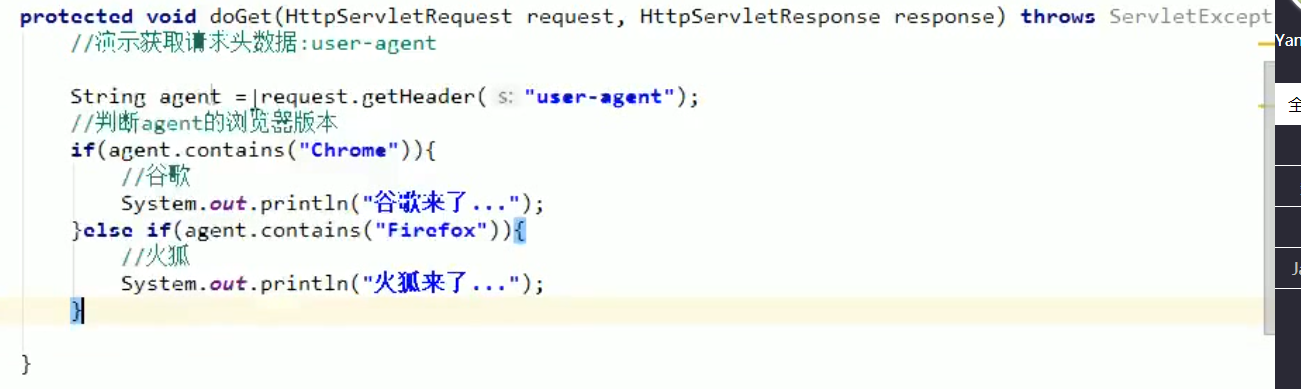 protected void doGet(HttpServletRequest request, HttpServletResponse response) throws ServletExcept
//演示获取请求头数据:user-agent
Yan
String agent = request.getHeader( s: "user-agent");
全
//判断agent的浏览器版本
if(agent.contains("Chrome")){
//谷歌
System.out.println("谷歌来了...");
}else if(agent.contains("Firefox")){
//火狐
Ja
System.out.println("火狐来了...");
}
}